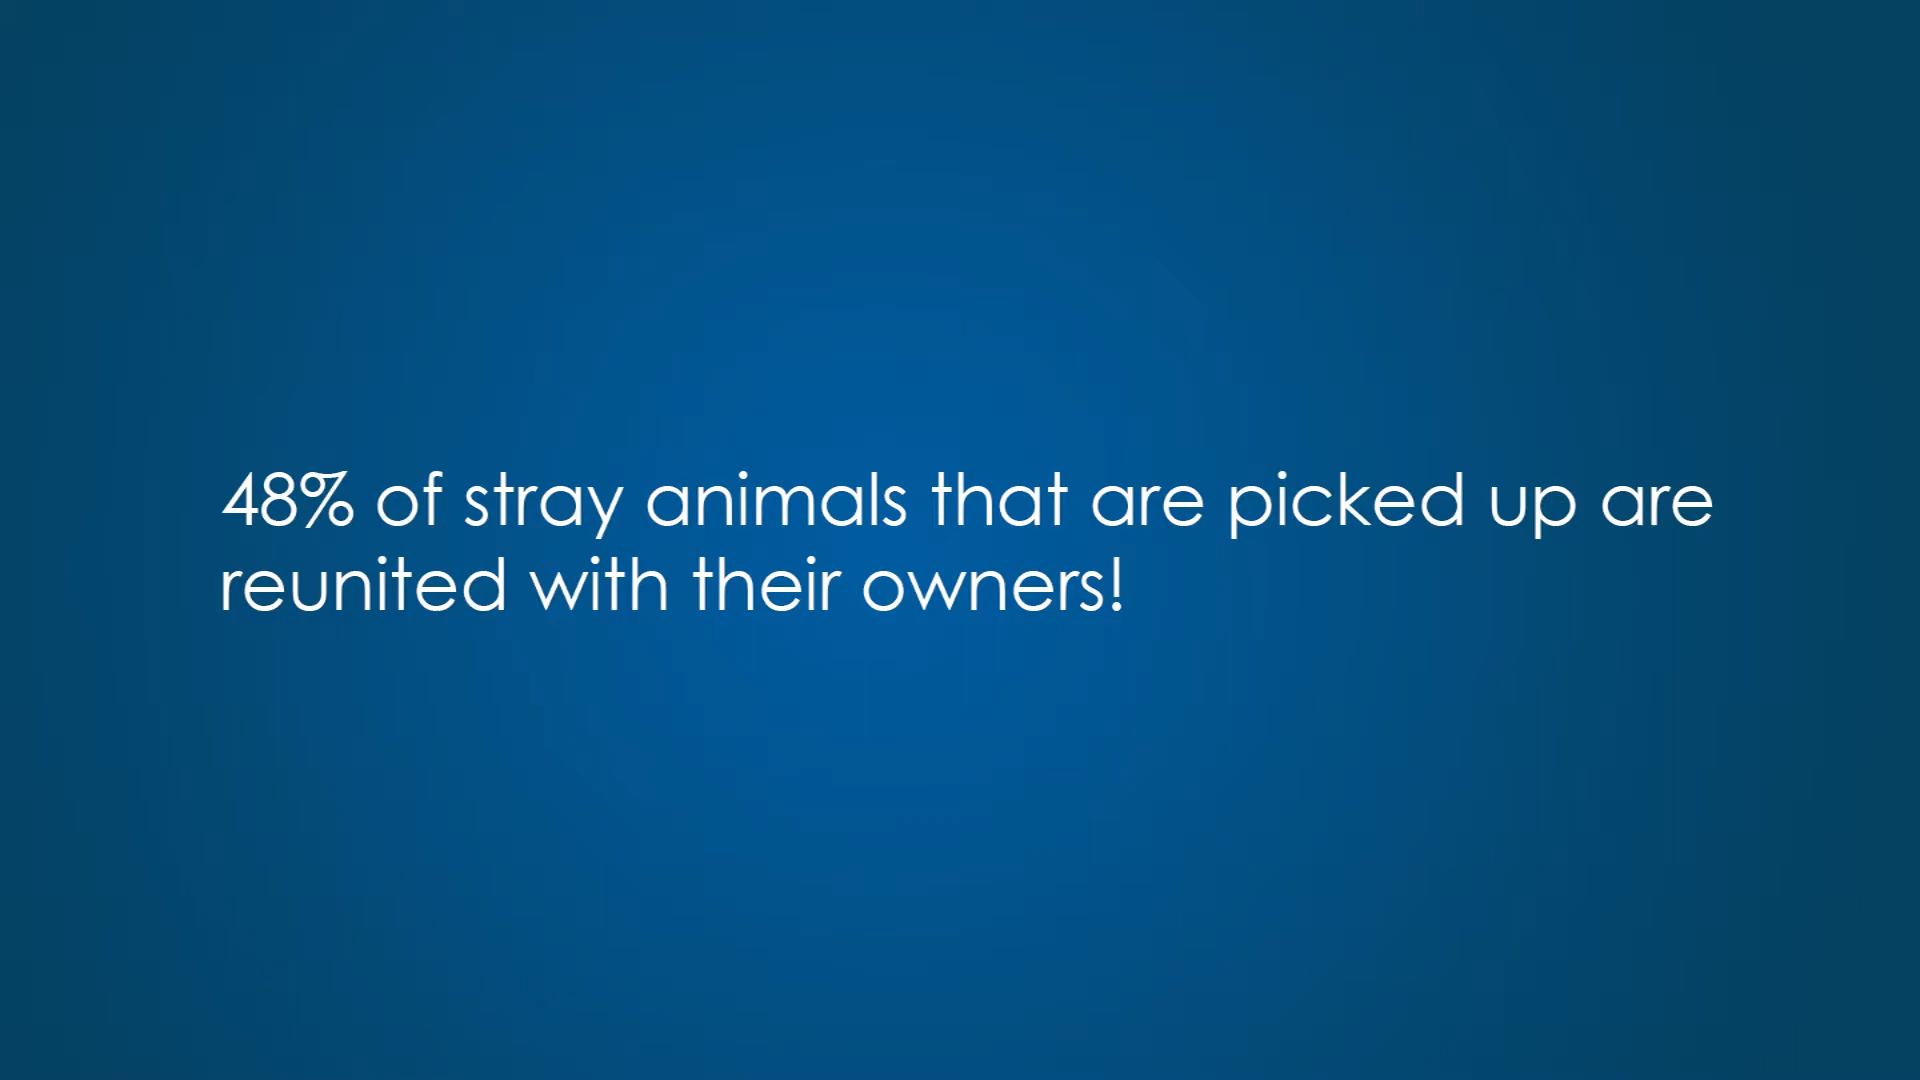 48% of stray animals that are picked up are
reunited with their owners!